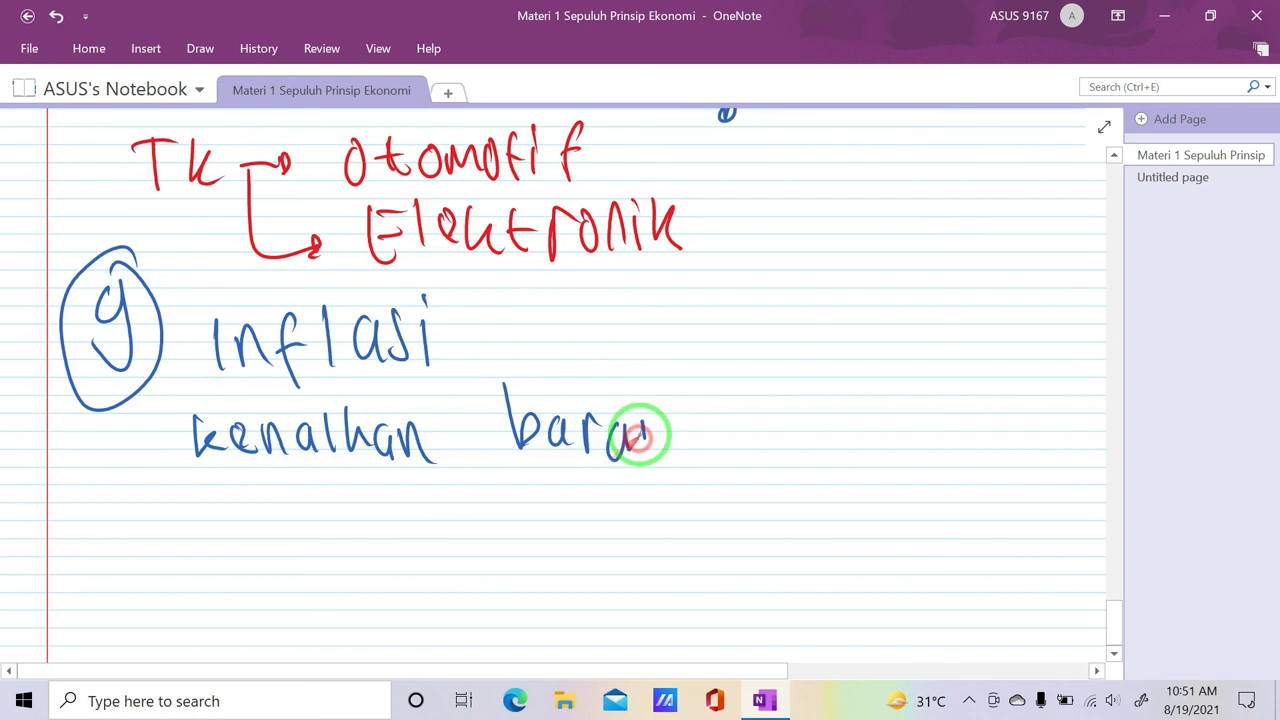 Materi 1 Sepuluh Prinsip Ekonomi - OneNote
ASUS 9167
A
File Home Insert Draw History Review View Help
ASUS's Notebook
Materi 1 Sepuluh Prinsip Ekonomi
Search (Ctrl+E)
Add Page
Materi 1 Sepuluh Prinsip
Untitled page
TK → Otomotif
Elektronik
9 Inflasi
kenaikan
Type here to search
31°C
10:51 AM
8/19/2021